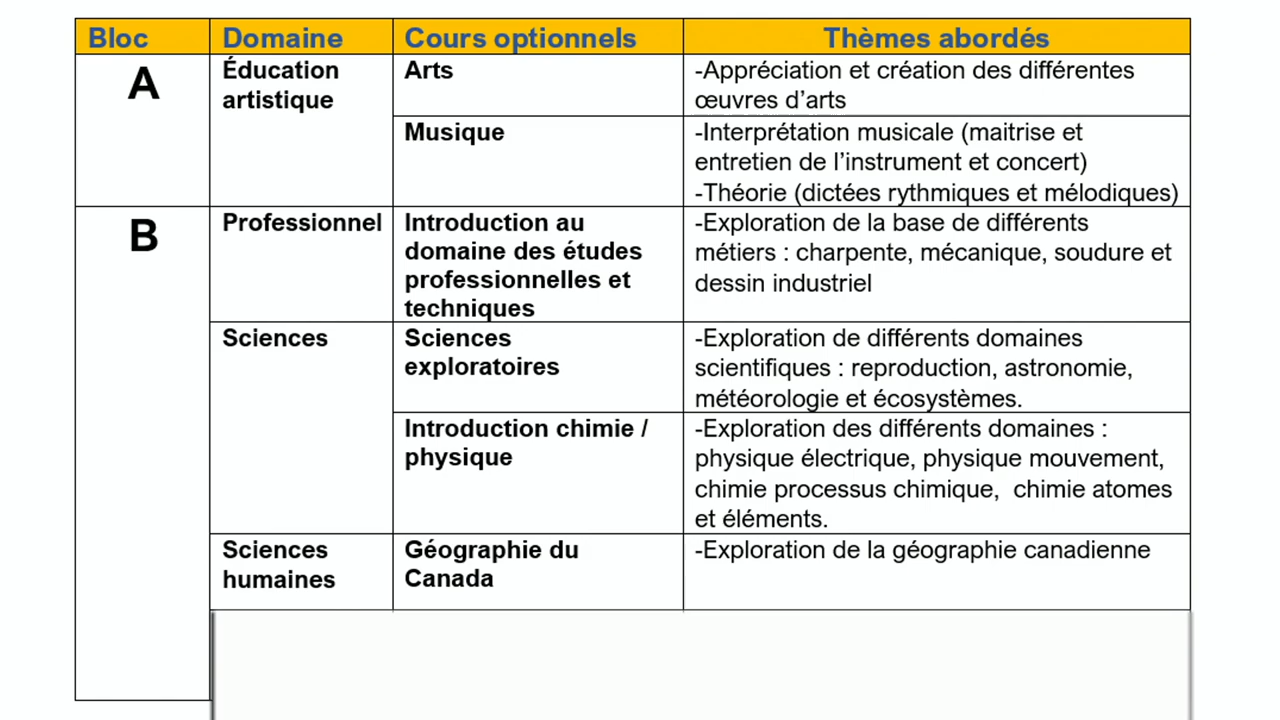 Bloc Domaine Cours optionnels Thèmes abordés
A Éducation artistique Arts -Appréciation et création des différentes
œuvres d’arts
Musique -Interprétation musicale (maitrise et
entretien de l’instrument et concert)
-Théorie (dictées rythmiques et mélodiques)
B Professionnel Introduction au
domaine des études
professionnelles et
techniques
-Exploration de la base de différents
métiers : charpente, mécanique, soudure et
dessin industriel
Sciences Sciences
exploratoires
-Exploration de différents domaines
scientifiques : reproduction, astronomie,
météorologie et écosystèmes.
Introduction chimie /
physique
-Exploration des différents domaines :
physique électrique, physique mouvement,
chimie processus chimique, chimie atomes
et éléments.
Sciences
humaines
Géographie du
Canada
-Exploration de la géographie canadienne